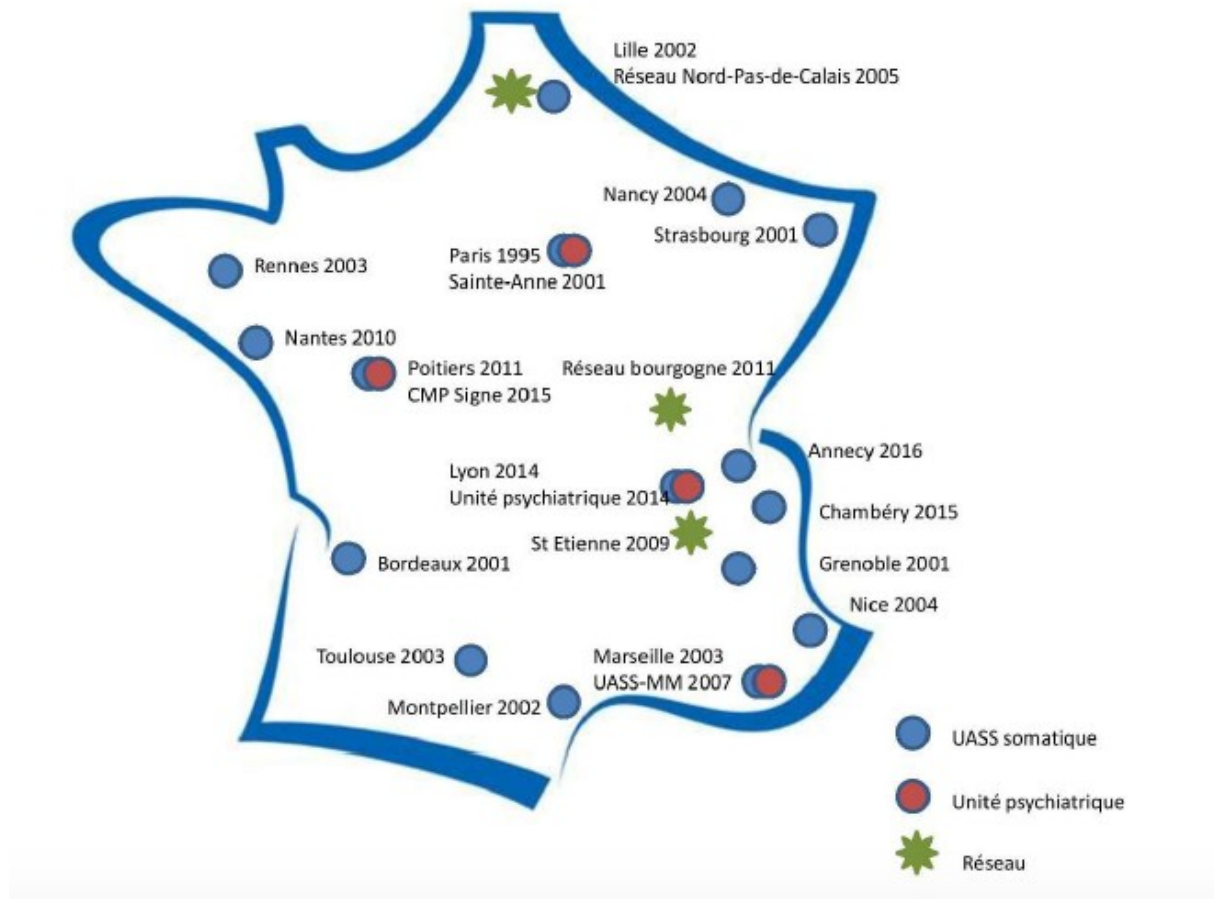 Lille 2002
Réseau Nord-Pas-de-Calais 2005
Nancy 2004
Strasbourg 2001
Paris 1995
Sainte-Anne 2001
Rennes 2003
Nantes 2010
Poitiers 2011
CMP Signe 2015
Réseau bourgogne 2011
Annecy 2016
Lyon 2014
Unité psychiatrique 2014
Chambéry 2015
St Etienne 2009
Bordeaux 2001
Grenoble 2001
Nice 2004
Toulouse 2003
Marseille 2003
UASS-MM 2007
Montpellier 2002
UASS somatique
Unité psychiatrique
Réseau